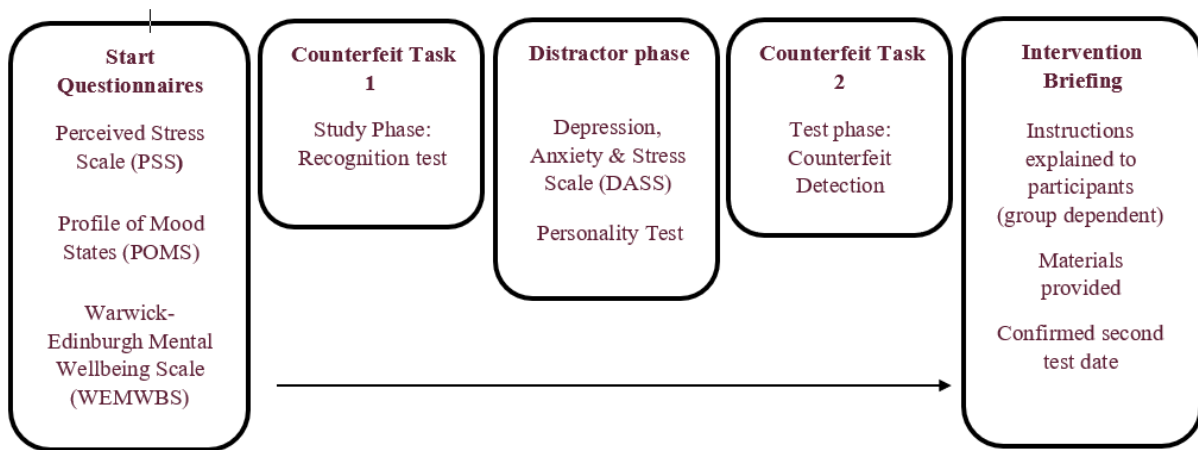 Start
Questionnaires
Perceived Stress
Scale (PSS)
Profile of Mood
States (POMS)
Warwick-
Edinburgh Mental
Wellbeing Scale
(WEMWBS)
Counterfeit Task
1
Study Phase:
Recognition test
Distractor phase
Depression,
Anxiety & Stress
Scale (DASS)
Personality Test
Counterfeit Task
2
Test phase:
Counterfeit
Detection
Intervention
Briefing
Instructions
explained to
participants
(group dependent)
Materials
provided
Confirmed second
test date